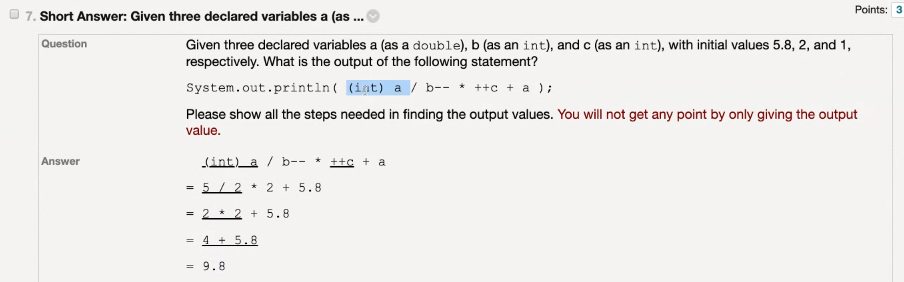 Points: 3
7. Short Answer: Given three declared variables a (as ...
Question
Given three declared variables a (as a double), b (as an int), and c (as an int), with initial values 5.8, 2, and 1,
respectively. What is the output of the following statement?
System.out.println( (int) a / b-- * ++c + a );
Please show all the steps needed in finding the output values. You will not get any point by only giving the output
value.
Answer
(int) a / b-- * ++c + a
= 5 / 2 * 2 + 5.8
= 2 * 2 + 5.8
= 4 + 5.8
= 9.8